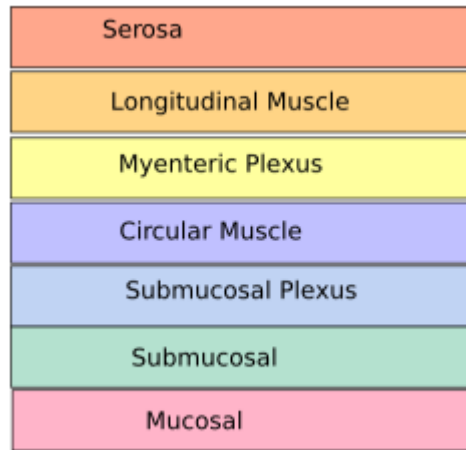 Serosa
Longitudinal Muscle
Myenteric Plexus
Circular Muscle
Submucosal Plexus
Submucosal
Mucosal